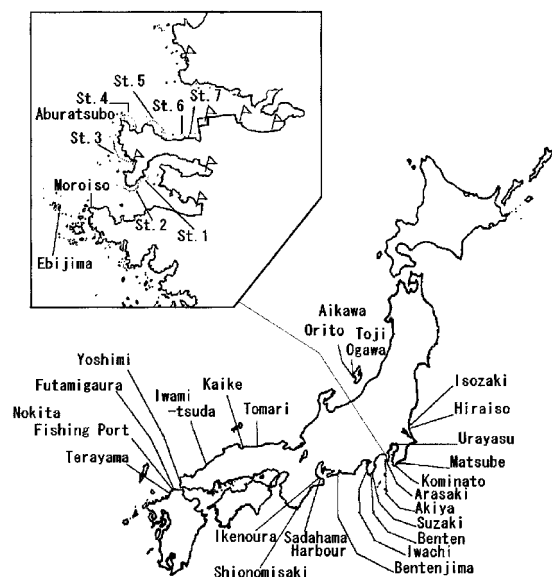 St.5
St.4
St.6
St.7
Aburatsubo
St.3
Moroiso
St.2
St.1
Ebijima
Aikawa
Orito
Toji
Ogawa
Yoshimi
Futamigaura
Iwami
-tsuda
Kaike
Tomari
Nokita
Fishing Port
Terayama
Isozaki
Hiraiso
Urayasu
Matsube
Kominato
Arasaki
Akiya
Suzaki
Benten
Iwachi
Bentenjima
Ikenoura
Sadahama
Harbour
Shionomisaki